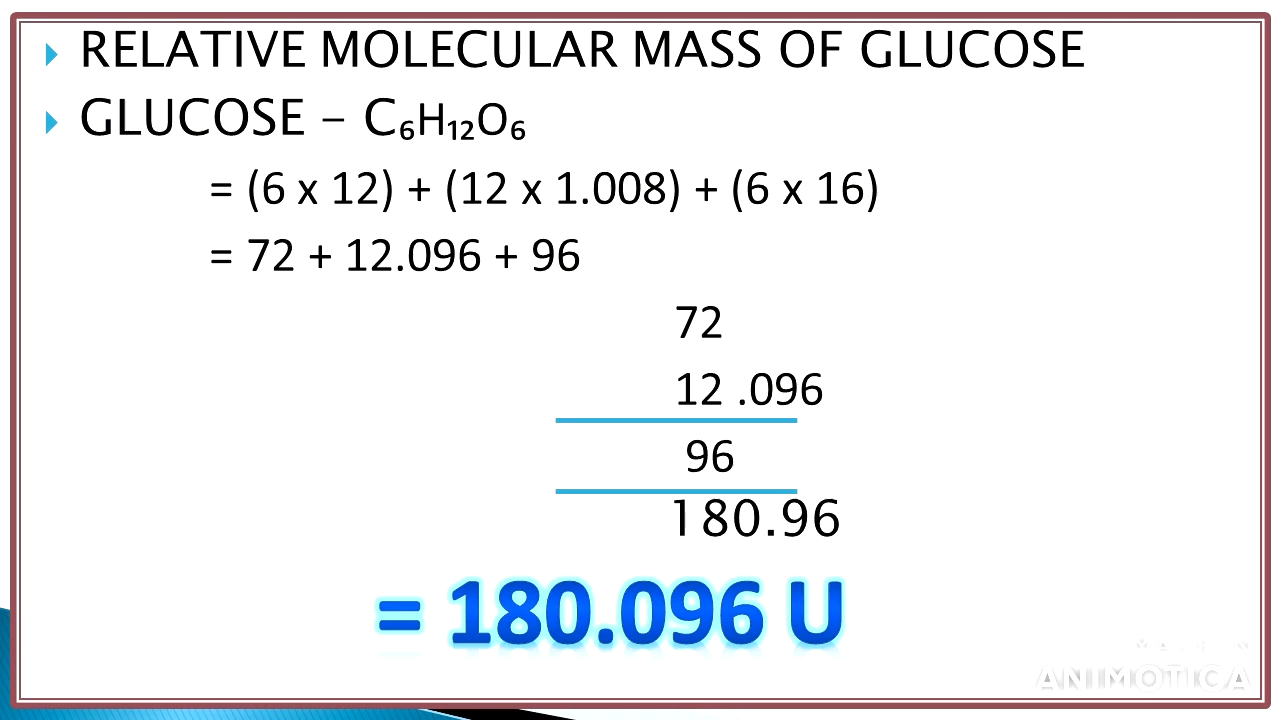 RELATIVE MOLECULAR MASS OF GLUCOSE
GLUCOSE – C₆H₁₂O₆
= (6 x 12) + (12 x 1.008) + (6 x 16)
= 72 + 12.096 + 96
72
12 .096
96
180.96
= 180.096 U
ANIMOTICA